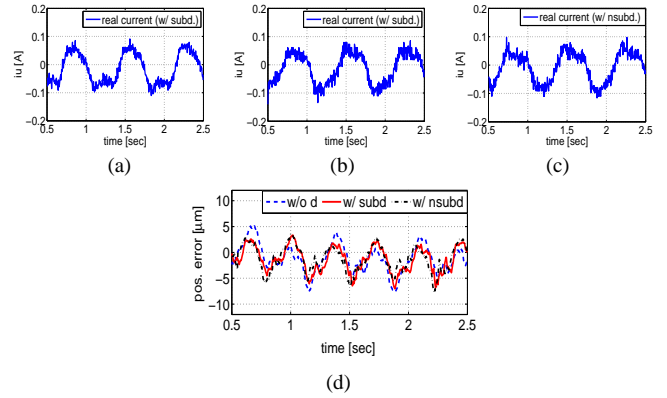 0.2
0.1
0
−0.1
−0.2
iu [A]
real current (w/ subd.)
0.5 1 1.5 2 2.5
time [sec]
(a)
0.2
0.1
0
−0.1
−0.2
iu [A]
real current (w/ subd.)
0.5 1 1.5 2 2.5
time [sec]
(b)
0.2
0.1
0
−0.1
−0.2
iu [A]
real current (w/ nsubd.)
0.5 1 1.5 2 2.5
time [sec]
(c)
w/o d w/ subd w/ nsubd
10
5
0
−5
−10
pos. error [μm]
0.5 1 1.5 2 2.5
time [sec]
(d)